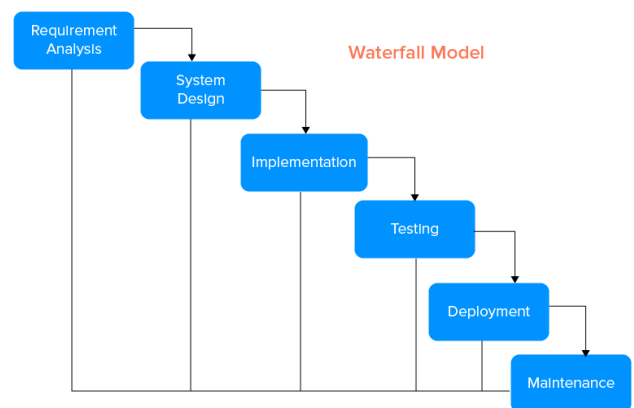 Requirement
Analysis
Waterfall Model
System
Design
Implementation
Testing
Deployment
Maintenance